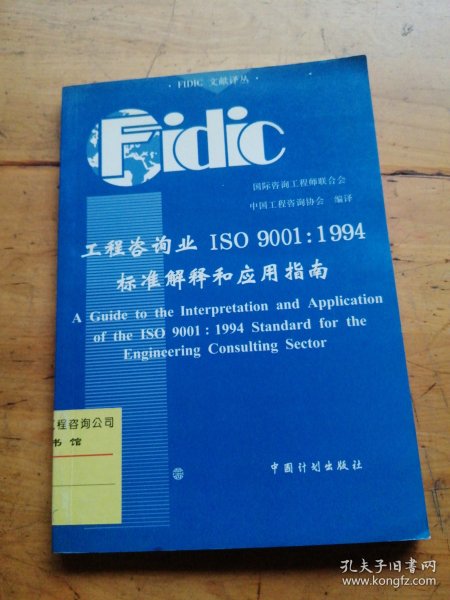 · FIDIC 文献译丛 ·
Fidic
国际咨询工程师联合会
中国工程咨询协会 编译
工程咨询业 ISO 9001:1994
标准解释和应用指南
A Guide to the Interpretation and Application
of the ISO 9001 : 1994 Standard for the
Engineering Consulting Sector
程咨询公司
书 馆
中国计划出版社
孔夫子旧书网
www.kongfz.com